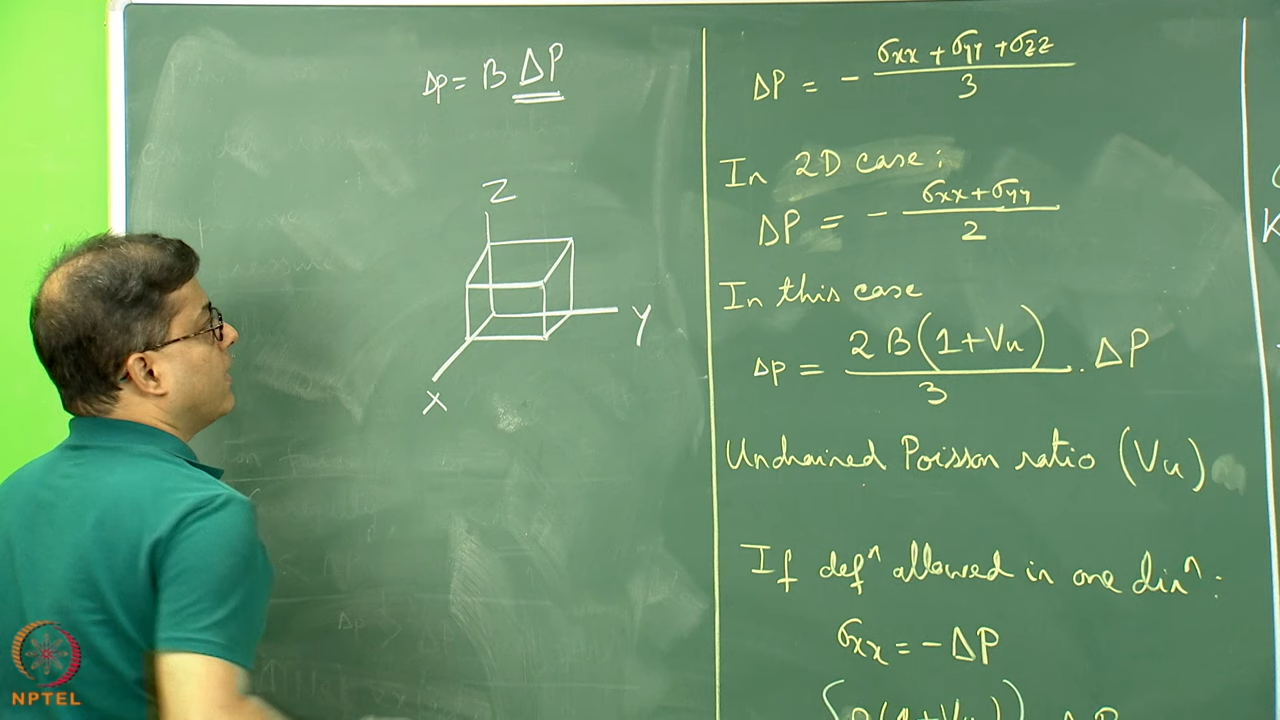 Δp = B ΔP
Z
Y
X
ΔP = - σxx + σyy + σzz / 3
In 2D case:
ΔP = - σxx + σyy / 2
In this case
Δp = 2 B (1+Vu) / 3 . ΔP
Undrained Poisson ratio (Vu)
If defⁿ allowed in one dirⁿ:
σxx = -ΔP
K
NPTEL